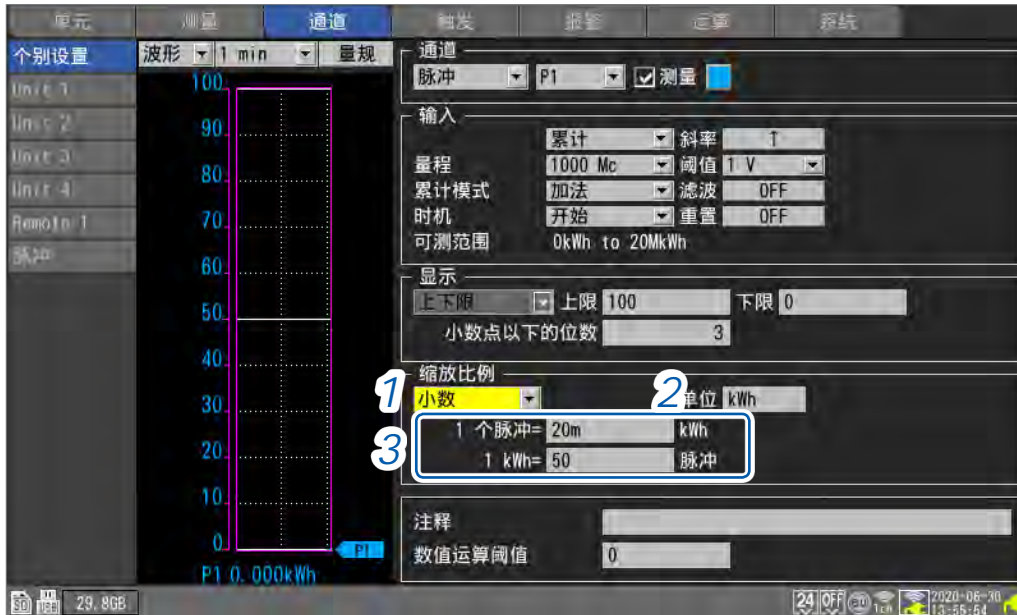 单元 测量 通道 触发 报警 运算 系统
个别设置 波形 1 min 量规
Unit 1
Unit 2
Unit 3
Unit 4
Remote 1
脉冲
100
90
80
70
60
50
40
30
20
10
0
P1
P1 0.000kWh
通道
脉冲 P1 测量
输入
累计 斜率 ↑
量程 1000 Mc 阈值 1 V
累计模式 加法 滤波 OFF
时机 开始 重置 OFF
可测范围 0kWh to 20MkWh
显示
上下限 上限 100 下限 0
小数点以下的位数 3
缩放比例
1 小数 2 单位 kWh
3 1 个脉冲= 20m kWh
1 kWh= 50 脉冲
注释
数值运算阈值 0
SD USB 29.8GB 24 OFF 1ch 2020-06-30
13:55:54